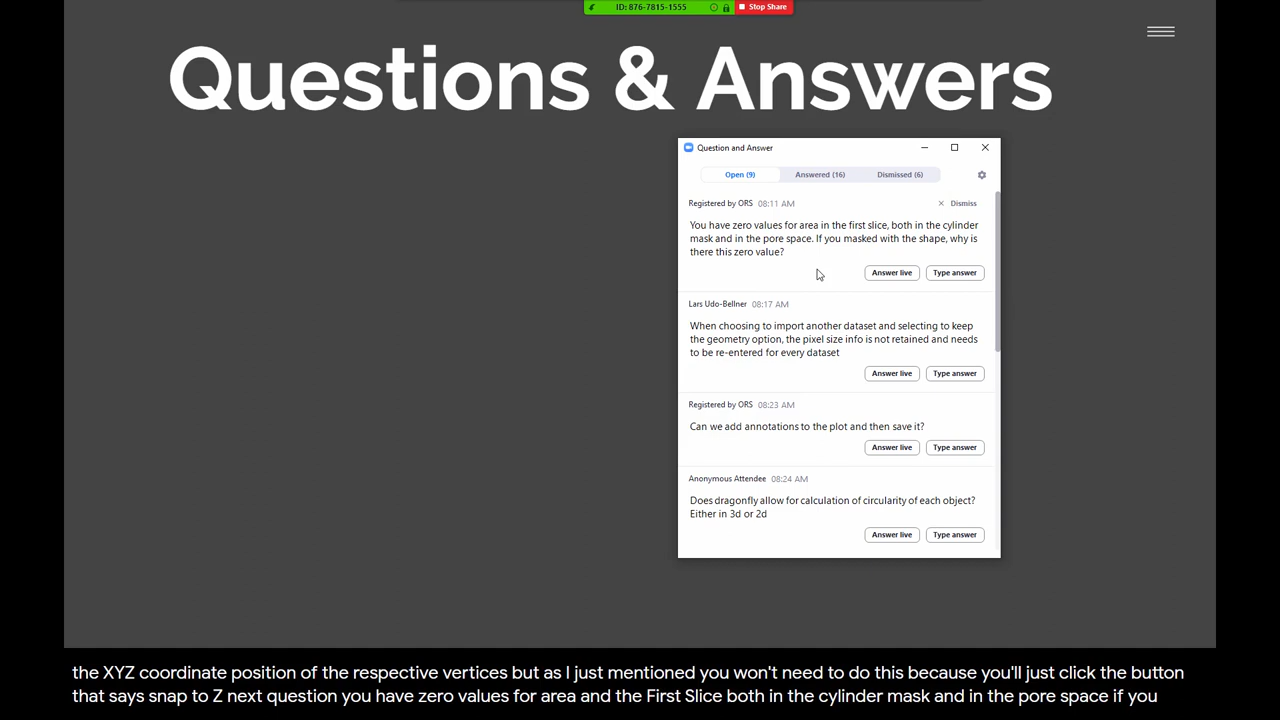 ID: 876-7815-1555
Stop Share
Questions & Answers
Question and Answer
Open (9)
Answered (16)
Dismissed (6)
Registered by ORS 08:11 AM
Dismiss
You have zero values for area in the first slice, both in the cylinder
mask and in the pore space. If you masked with the shape, why is
there this zero value?
Answer live
Type answer
Lars Udo-Bellner 08:17 AM
When choosing to import another dataset and selecting to keep
the geometry option, the pixel size info is not retained and needs
to be re-entered for every dataset
Answer live
Type answer
Registered by ORS 08:23 AM
Can we add annotations to the plot and then save it?
Answer live
Type answer
Anonymous Attendee 08:24 AM
Does dragonfly allow for calculation of circularity of each object?
Either in 3d or 2d
Answer live
Type answer
the XYZ coordinate position of the respective vertices but as I just mentioned you won't need to do this because you'll just click the button
that says snap to Z next question you have zero values for area and the First Slice both in the cylinder mask and in the pore space if you